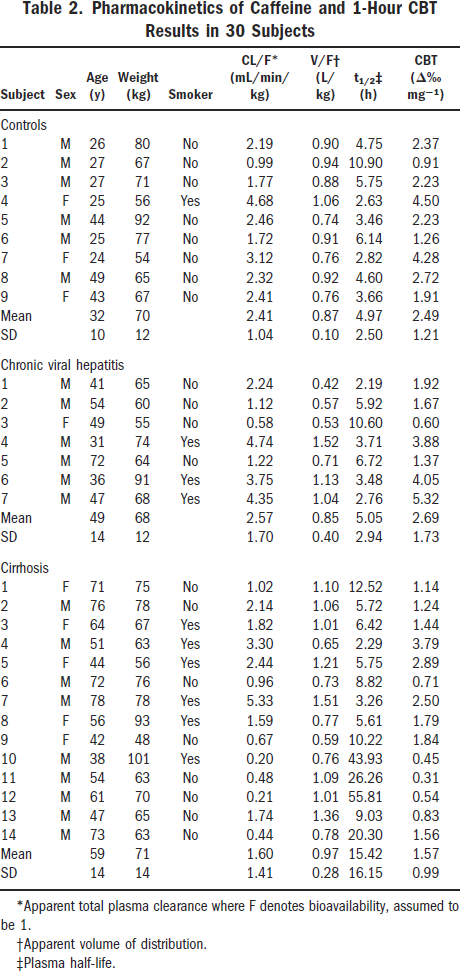 Table 2. Pharmacokinetics of Caffeine and 1-Hour CBT
Results in 30 Subjects
CL/F* V/F† CBT
Age Weight (mL/min/ (L/ t1/2‡ (Δ‰
Subject Sex (y) (kg) Smoker kg) kg) (h) mg⁻¹)
Controls
1 M 26 80 No 2.19 0.90 4.75 2.37
2 M 27 67 No 0.99 0.94 10.90 0.91
3 M 27 71 No 1.77 0.88 5.75 2.23
4 F 25 56 Yes 4.68 1.06 2.63 4.50
5 M 44 92 No 2.46 0.74 3.46 2.23
6 M 25 77 No 1.72 0.91 6.14 1.26
7 F 24 54 No 3.12 0.76 2.82 4.28
8 M 49 65 No 2.32 0.92 4.60 2.72
9 F 43 67 No 2.41 0.76 3.66 1.91
Mean 32 70 2.41 0.87 4.97 2.49
SD 10 12 1.04 0.10 2.50 1.21
Chronic viral hepatitis
1 M 41 65 No 2.24 0.42 2.19 1.92
2 M 54 60 No 1.12 0.57 5.92 1.67
3 F 49 55 No 0.58 0.53 10.60 0.60
4 M 31 74 Yes 4.74 1.52 3.71 3.88
5 M 72 64 No 1.22 0.71 6.72 1.37
6 M 36 91 Yes 3.75 1.13 3.48 4.05
7 M 47 68 Yes 4.35 1.04 2.76 5.32
Mean 49 68 2.57 0.85 5.05 2.69
SD 14 12 1.70 0.40 2.94 1.73
Cirrhosis
1 F 71 75 No 1.02 1.10 12.52 1.14
2 M 76 78 No 2.14 1.06 5.72 1.24
3 F 64 67 Yes 1.82 1.01 6.42 1.44
4 M 51 63 Yes 3.30 0.65 2.29 3.79
5 F 44 56 Yes 2.44 1.21 5.75 2.89
6 M 72 76 No 0.96 0.73 8.82 0.71
7 M 78 78 Yes 5.33 1.51 3.26 2.50
8 F 56 93 Yes 1.59 0.77 5.61 1.79
9 F 42 48 No 0.67 0.59 10.22 1.84
10 M 38 101 Yes 0.20 0.76 43.93 0.45
11 M 54 63 No 0.48 1.09 26.26 0.31
12 M 61 70 No 0.21 1.01 55.81 0.54
13 M 47 65 No 1.74 1.36 9.03 0.83
14 M 73 63 No 0.44 0.78 20.30 1.56
Mean 59 71 1.60 0.97 15.42 1.57
SD 14 14 1.41 0.28 16.15 0.99
*Apparent total plasma clearance where F denotes bioavailability, assumed to
be 1.
†Apparent volume of distribution.
‡Plasma half-life.